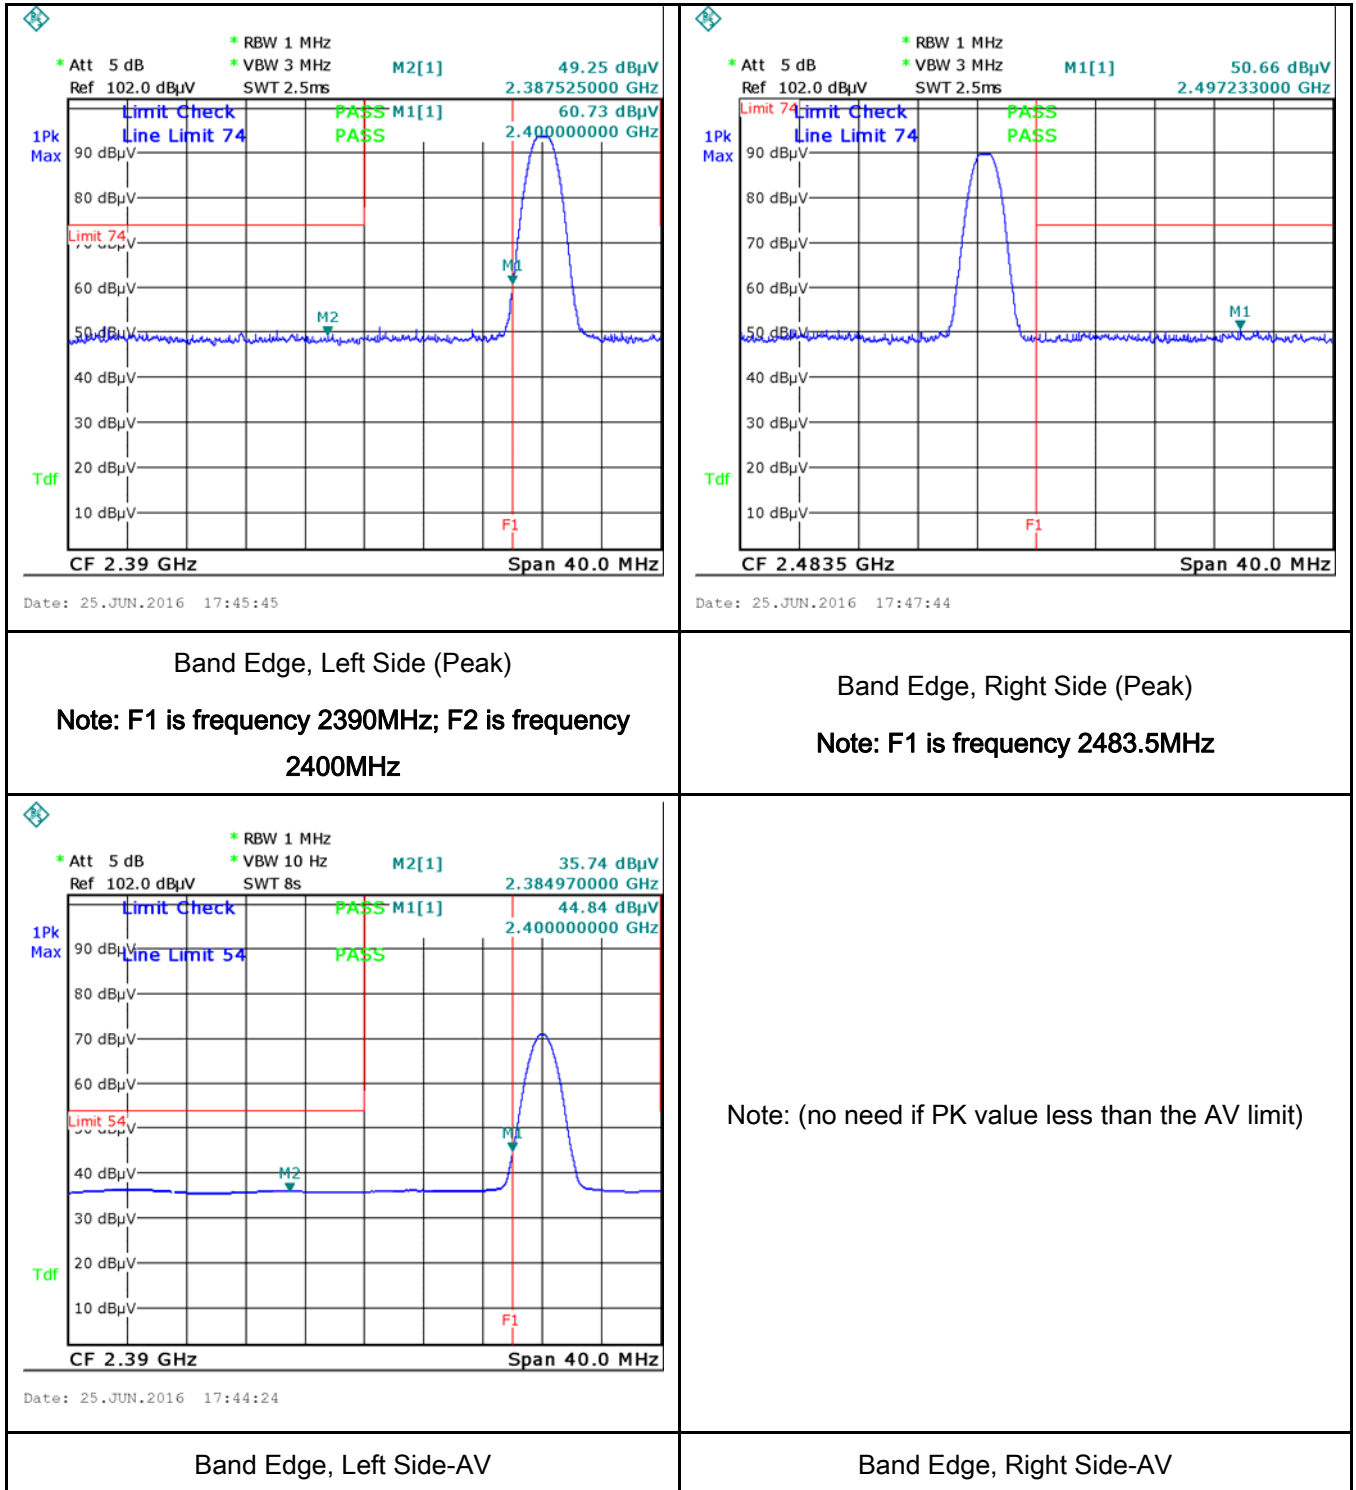 * RBW 1 MHz
* Att 5 dB * VBW 3 MHz M2[1] 49.25 dBµV
Ref 102.0 dBµV SWT 2.5ms 2.387525000 GHz
Limit Check PASS M1[1] 60.73 dBµV
1Pk Line Limit 74 PASS 2.400000000 GHz
Max 90 dBµV
80 dBµV
Limit 74
70 dBµV
M1
60 dBµV
M2
50 dBµV
40 dBµV
30 dBµV
20 dBµV
Tdf
10 dBµV
F1
CF 2.39 GHz Span 40.0 MHz
Date: 25.JUN.2016 17:45:45
* RBW 1 MHz
* Att 5 dB * VBW 3 MHz M1[1] 50.66 dBµV
Ref 102.0 dBµV SWT 2.5ms 2.497233000 GHz
Limit 74 Limit Check PASS
1Pk Line Limit 74 PASS
Max 90 dBµV
80 dBµV
70 dBµV
60 dBµV
M1
50 dBµV
40 dBµV
30 dBµV
20 dBµV
Tdf
10 dBµV
F1
CF 2.4835 GHz Span 40.0 MHz
Date: 25.JUN.2016 17:47:44
Band Edge, Left Side (Peak)
Note: F1 is frequency 2390MHz; F2 is frequency
2400MHz
Band Edge, Right Side (Peak)
Note: F1 is frequency 2483.5MHz
* RBW 1 MHz
* Att 5 dB * VBW 10 Hz M2[1] 35.74 dBµV
Ref 102.0 dBµV SWT 8s 2.384970000 GHz
Limit Check PASS M1[1] 44.84 dBµV
1Pk 2.400000000 GHz
Max 90 dBµV Line Limit 54 PASS
80 dBµV
70 dBµV
60 dBµV
Limit 54
50 dBµV
M1
40 dBµV M2
30 dBµV
20 dBµV
Tdf
10 dBµV
F1
CF 2.39 GHz Span 40.0 MHz
Date: 25.JUN.2016 17:44:24
Note: (no need if PK value less than the AV limit)
Band Edge, Left Side-AV
Band Edge, Right Side-AV